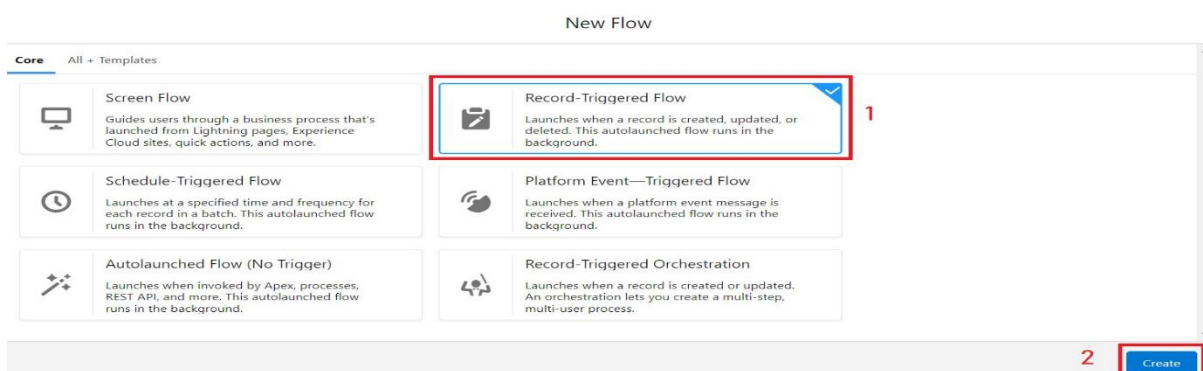 New Flow
Core All + Templates
Screen Flow
Guides users through a business process that's
launched from Lightning pages, Experience
Cloud sites, quick actions, and more.
Record-Triggered Flow
Launches when a record is created, updated, or
deleted. This autolaunched flow runs in the
background.
1
Schedule-Triggered Flow
Launches at a specified time and frequency for
each record in a batch. This autolaunched flow
runs in the background.
Platform Event—Triggered Flow
Launches when a platform event message is
received. This autolaunched flow runs in the
background.
Autolaunched Flow (No Trigger)
Launches when invoked by Apex, processes,
REST API, and more. This autolaunched flow
runs in the background.
Record-Triggered Orchestration
Launches when a record is created or updated.
An orchestration lets you create a multi-step,
multi-user process.
2 Create